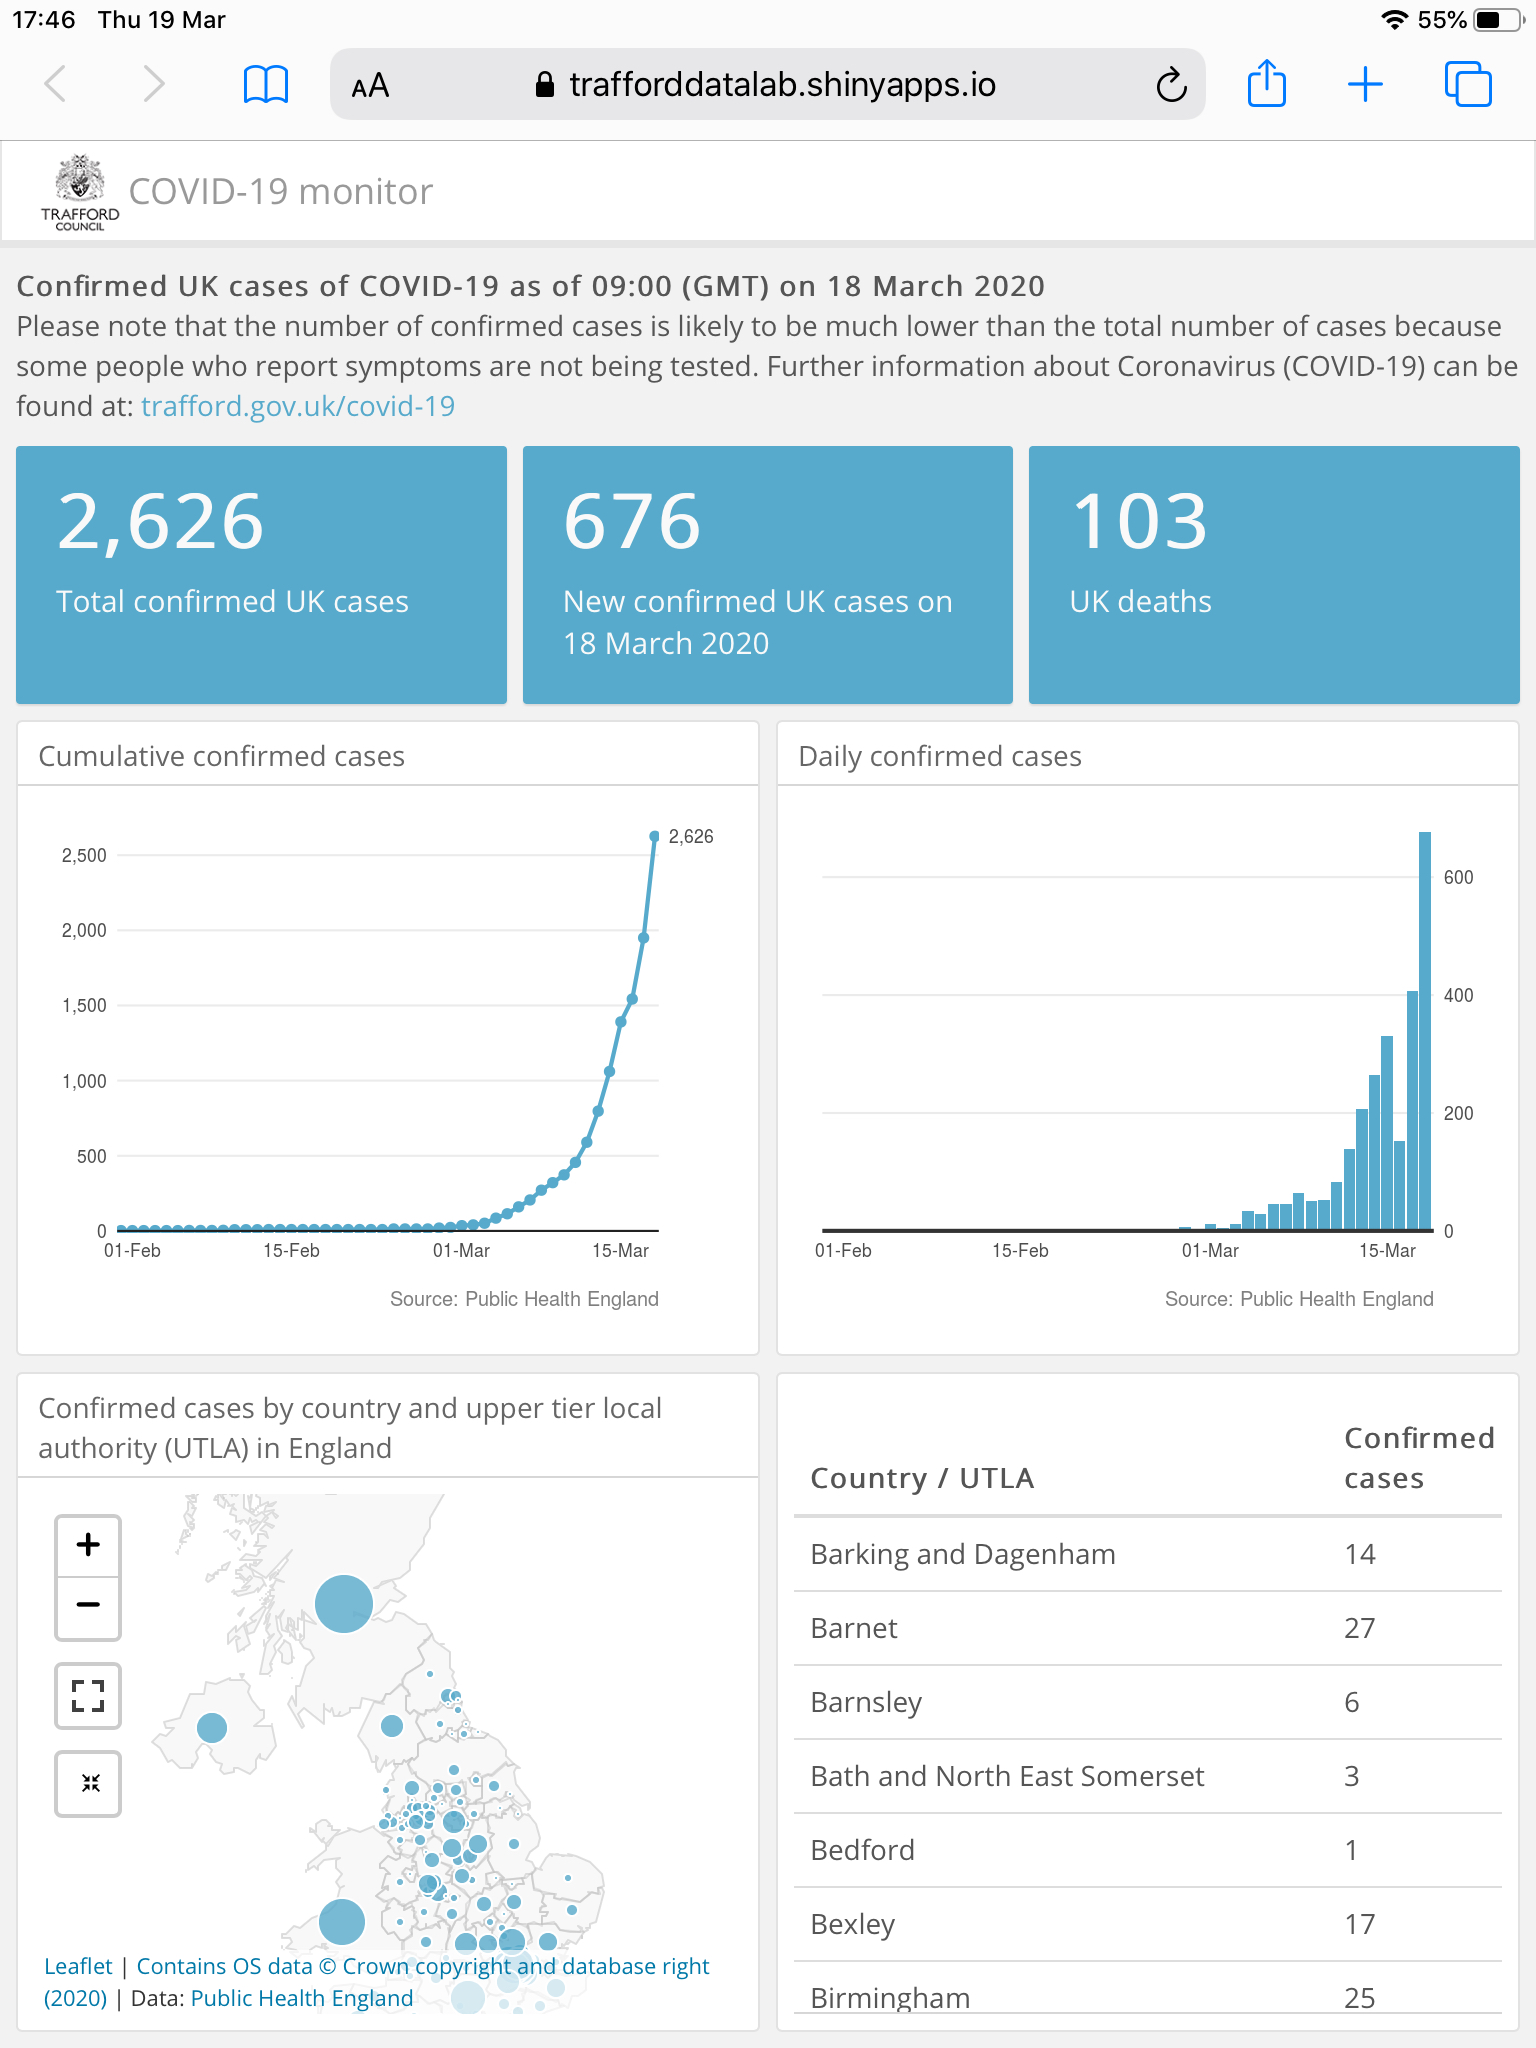 17:46 Thu 19 Mar
55%
AA
trafforddatalab.shinyapps.io
TRAFFORD
COUNCIL
COVID-19 monitor
Confirmed UK cases of COVID-19 as of 09:00 (GMT) on 18 March 2020
Please note that the number of confirmed cases is likely to be much lower than the total number of cases because
some people who report symptoms are not being tested. Further information about Coronavirus (COVID-19) can be
found at: trafford.gov.uk/covid-19
2,626
Total confirmed UK cases
676
New confirmed UK cases on
18 March 2020
103
UK deaths
Cumulative confirmed cases
2,626
2,500
2,000
1,500
1,000
500
0
01-Feb 15-Feb 01-Mar 15-Mar
Source: Public Health England
Daily confirmed cases
600
400
200
0
01-Feb 15-Feb 01-Mar 15-Mar
Source: Public Health England
Confirmed cases by country and upper tier local
authority (UTLA) in England
+
−
Leaflet | Contains OS data © Crown copyright and database right
(2020) | Data: Public Health England
Confirmed
Country / UTLA cases
Barking and Dagenham 14
Barnet 27
Barnsley 6
Bath and North East Somerset 3
Bedford 1
Bexley 17
Birmingham 25